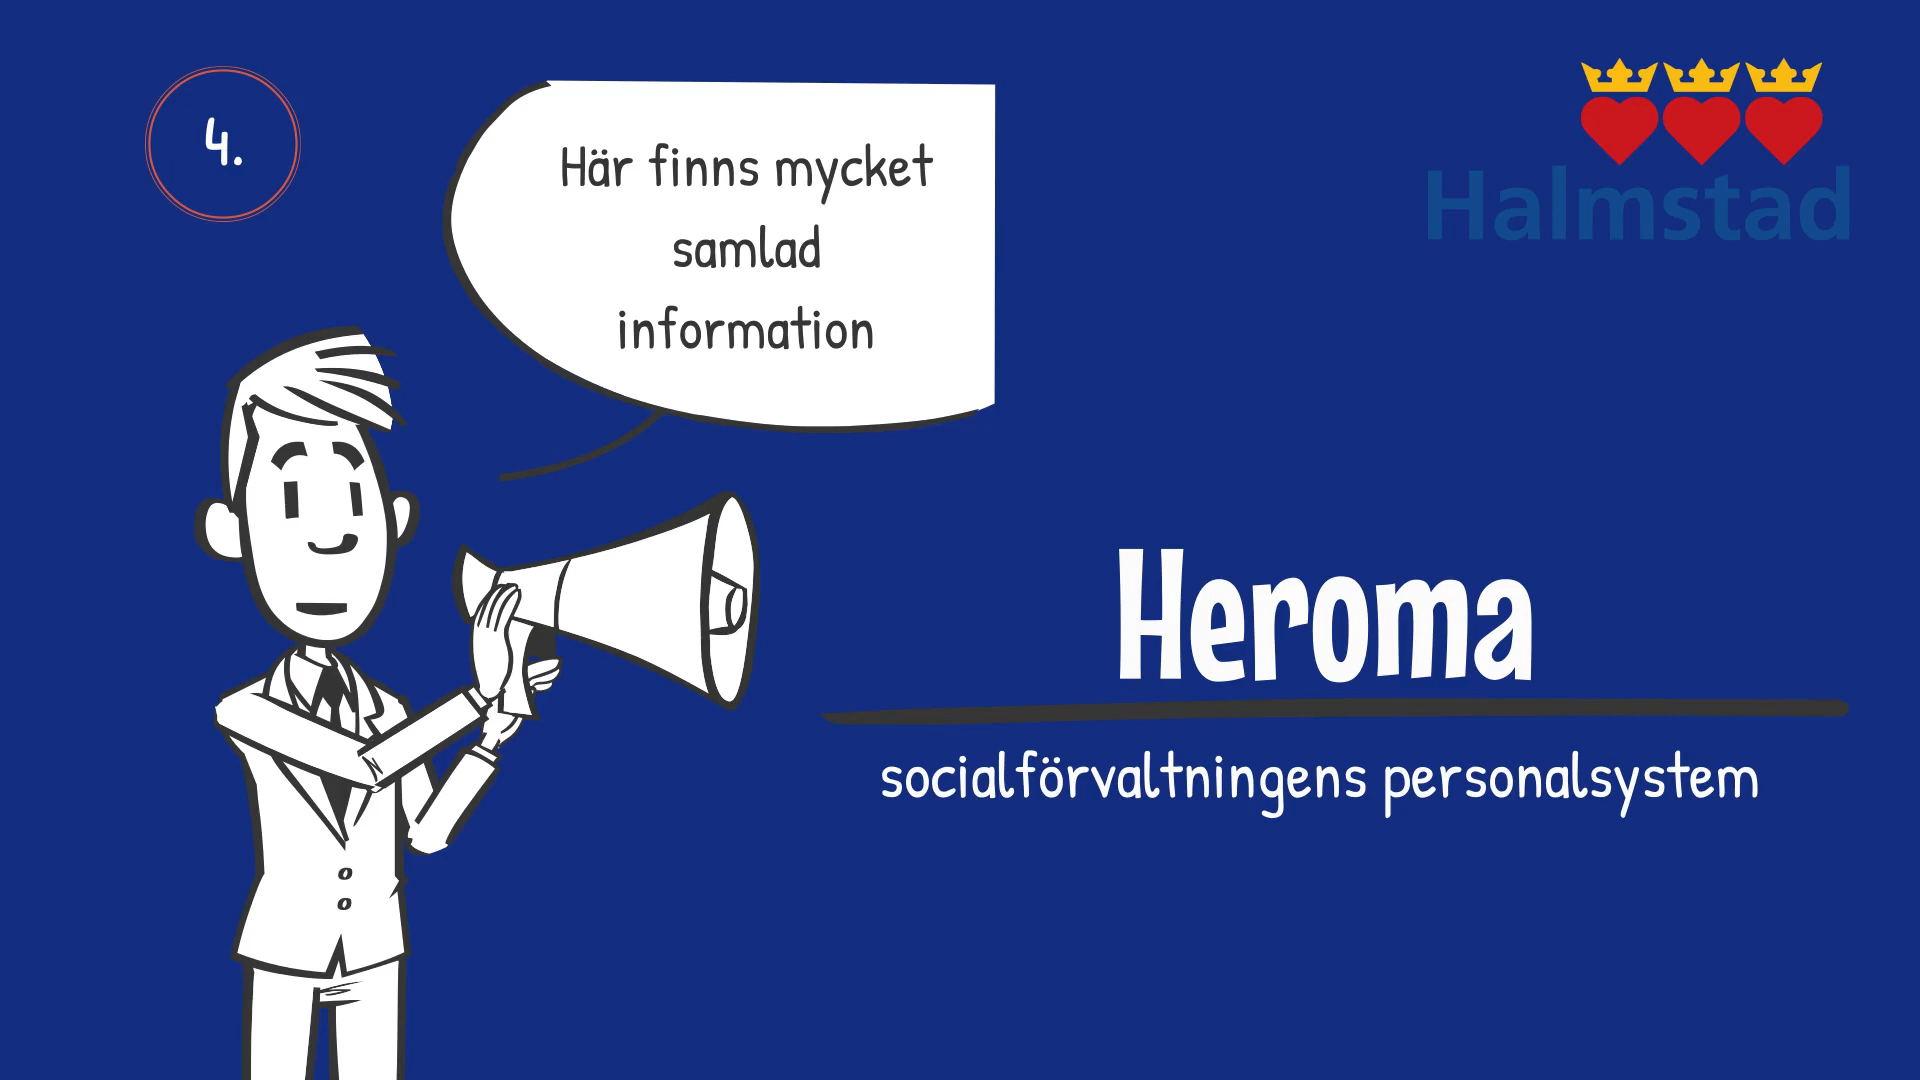 4.
Här finns mycket
samlad
information
Halmstad
Heroma
socialförvaltningens personalsystem